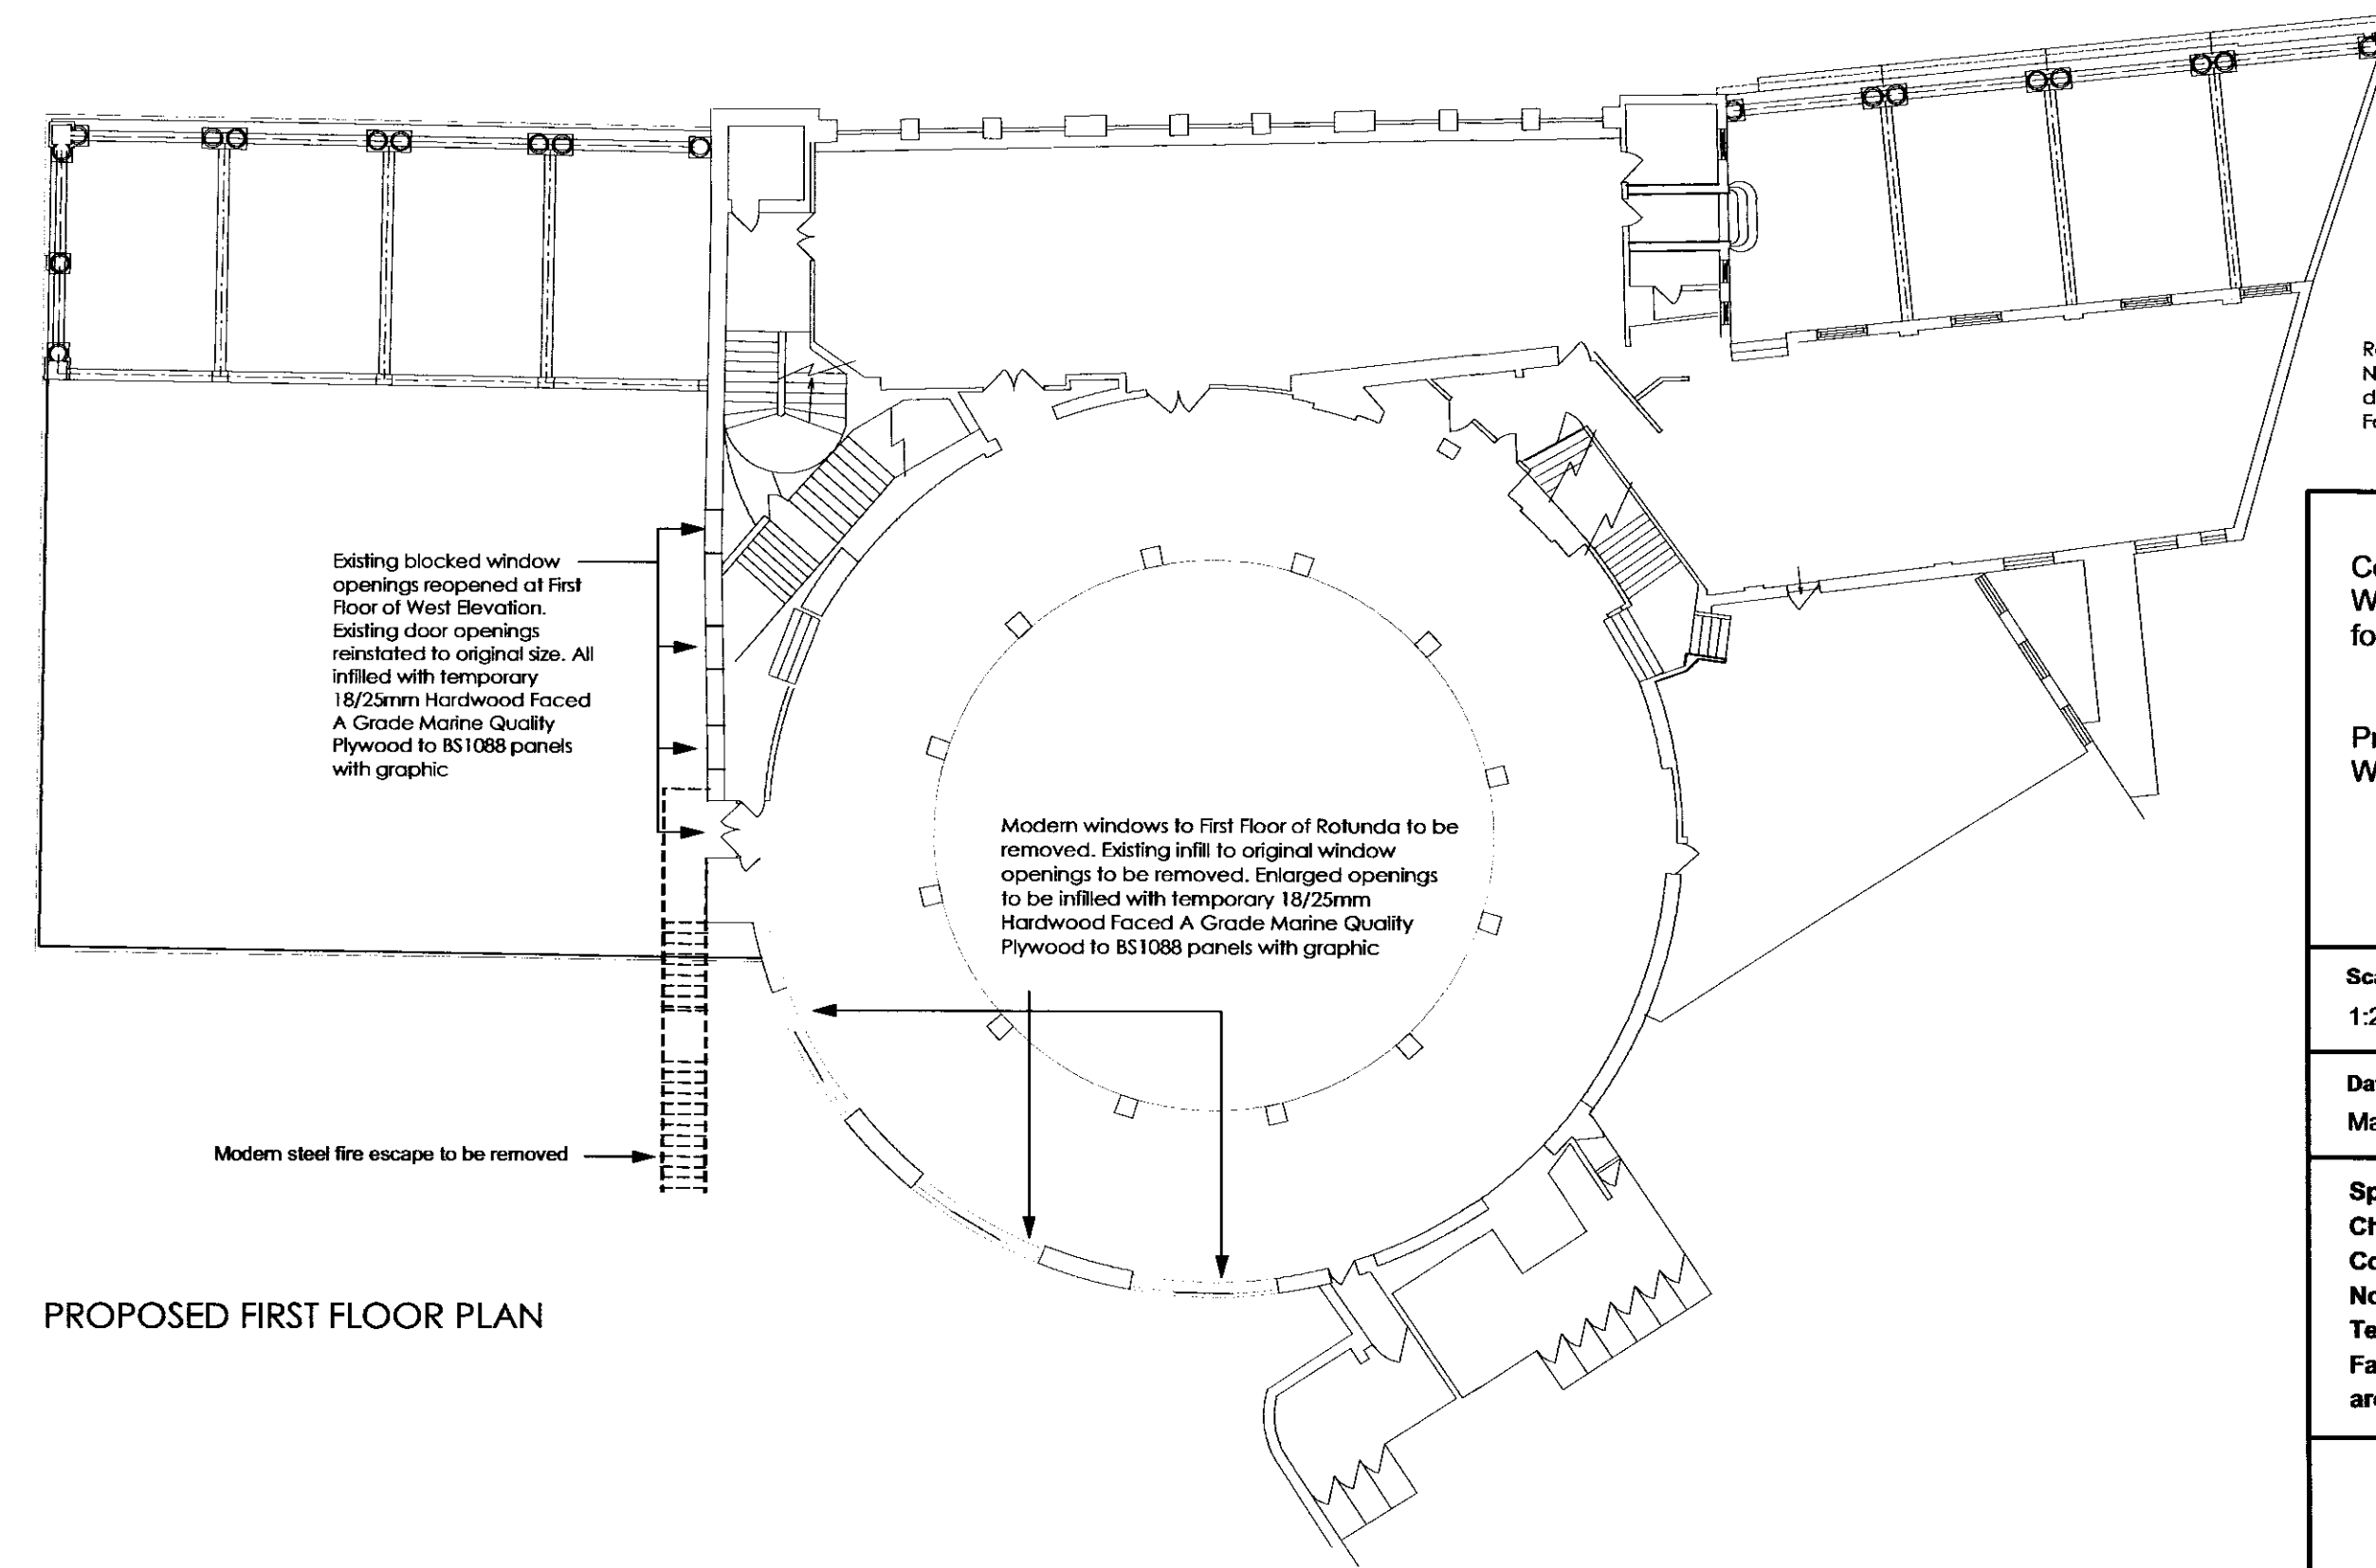 Existing blocked window
openings reopened at First
Floor of West Elevation.
Existing door openings
reinstated to original size. All
infilled with temporary
18/25mm Hardwood Faced
A Grade Marine Quality
Plywood to BS1088 panels
with graphic
Modern windows to First Floor of Rotunda to be
removed. Existing infill to original window
openings to be removed. Enlarged openings
to be infilled with temporary 18/25mm
Hardwood Faced A Grade Marine Quality
Plywood to BS1088 panels with graphic
Modern steel fire escape to be removed
PROPOSED FIRST FLOOR PLAN